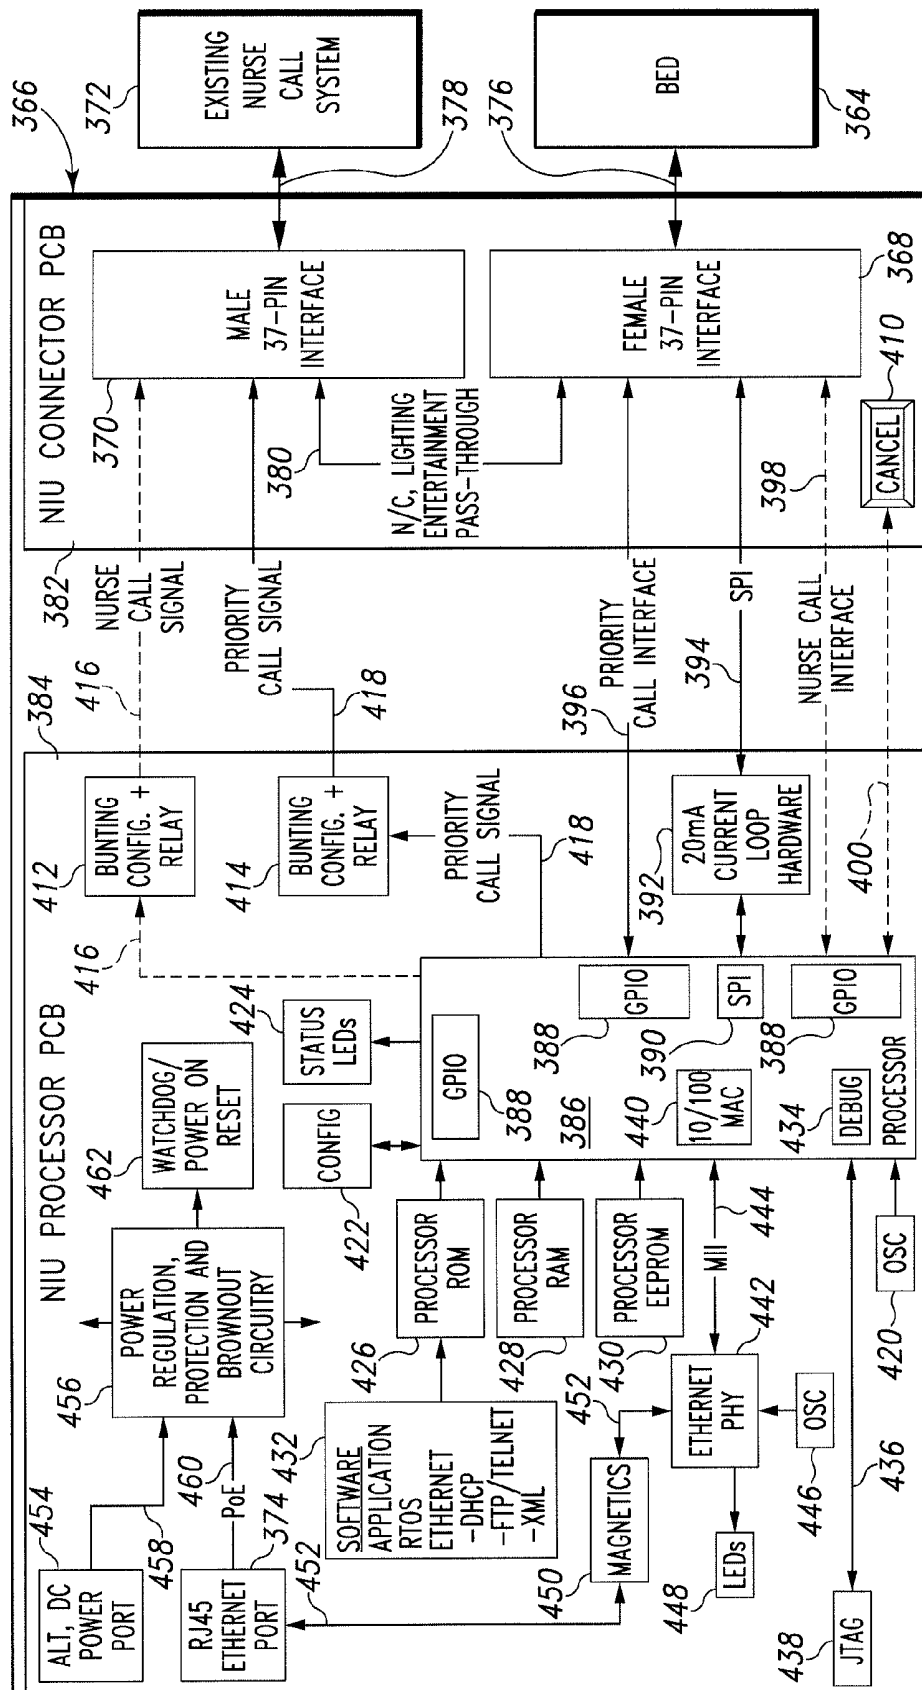 NIU PROCESSOR PCB
384
NIU CONNECTOR PCB
382
366
454
ALT, DC
POWER
PORT
458
456
POWER
REGULATION,
PROTECTION AND
BROWNOUT
CIRCUITRY
462
WATCHDOG/
POWER ON
RESET
416
412
BUNTING
CONFIG. +
RELAY
416
NURSE
CALL
SIGNAL
370
MALE
37-PIN
INTERFACE
378
372
EXISTING
NURSE
CALL
SYSTEM
RJ45
ETHERNET
PORT
374
460
PoE
452
432
SOFTWARE
APPLICATION
RTOS
ETHERNET
-DHCP
-FTP/TELNET
-XML
422
CONFIG
424
STATUS
LEDs
414
BUNTING
CONFIG. +
RELAY
418
PRIORITY
CALL SIGNAL
PRIORITY
CALL SIGNAL
418
380
N/C, LIGHTING
ENTERTAINMENT
PASS-THROUGH
426
PROCESSOR
ROM
428
PROCESSOR
RAM
430
PROCESSOR
EEPROM
GPIO
388
386
388
GPIO
396
PRIORITY
CALL INTERFACE
FEMALE
37-PIN
INTERFACE
368
376
BED
364
450
MAGNETICS
452
ETHERNET
PHY
442
MII
444
440
10/100
MAC
390
SPI
392
20mA
CURRENT
LOOP
HARDWARE
394
SPI
448
LEDs
446
OSC
434
DEBUG
388
GPIO
PROCESSOR
NURSE CALL
INTERFACE
398
438
JTAG
436
420
OSC
400
CANCEL
410